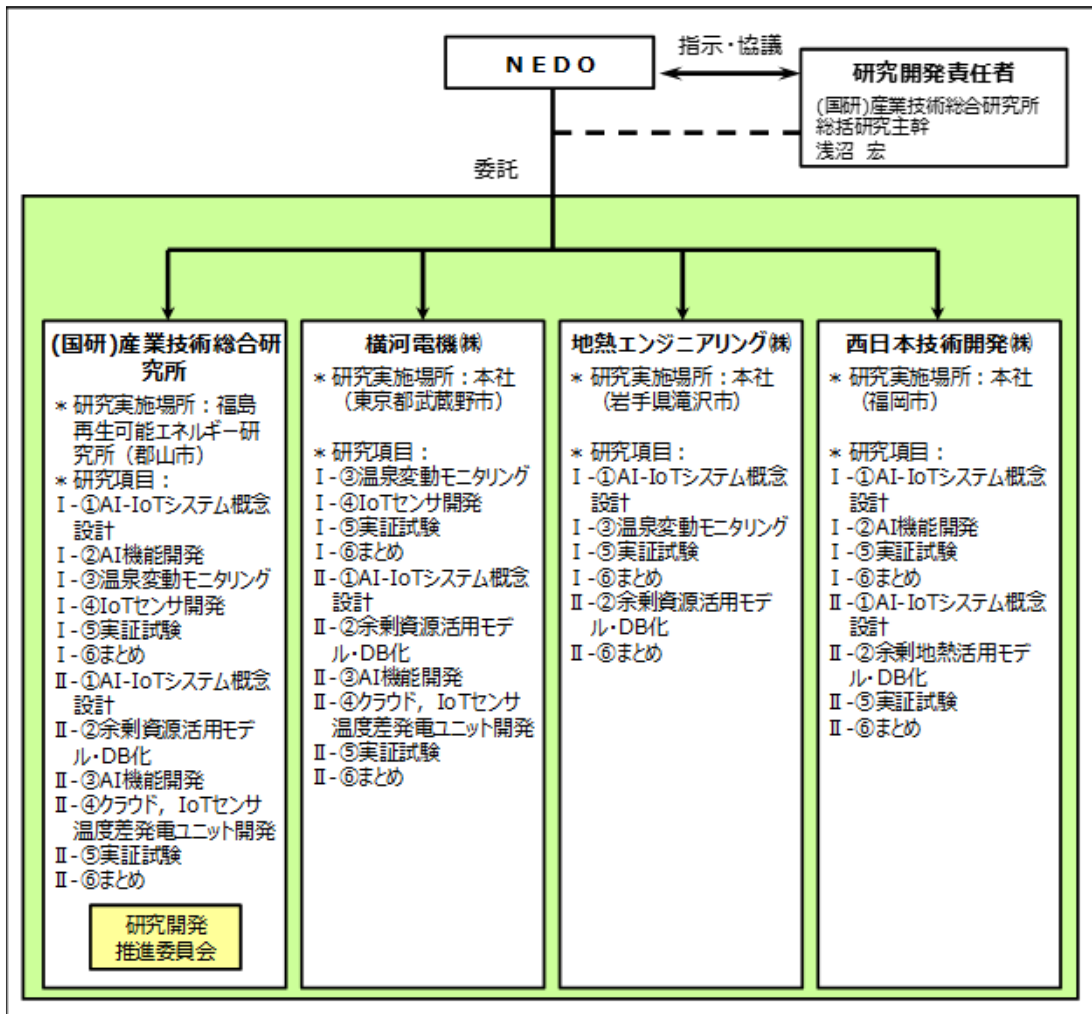 NEDO
指示・協議
研究開発責任者
(国研)産業技術総合研究所
総括研究主幹
浅沼 宏
委託
(国研)産業技術総合研
究所
* 研究実施場所：福島
再生可能エネルギー研
究所（郡山市）
* 研究項目：
Ⅰ-①AI-IoTシステム概念
設計
Ⅰ-②AI機能開発
Ⅰ-③温泉変動モニタリング
Ⅰ-④IoTセンサ開発
Ⅰ-⑤実証試験
Ⅰ-⑥まとめ
Ⅱ-①AI-IoTシステム概念
設計
Ⅱ-②余剰資源活用モデ
ル・DB化
Ⅱ-③AI機能開発
Ⅱ-④クラウド，IoTセンサ
温度差発電ユニット開発
Ⅱ-⑤実証試験
Ⅱ-⑥まとめ
研究開発
推進委員会
横河電機㈱
* 研究実施場所：本社
（東京都武蔵野市）
* 研究項目：
Ⅰ-③温泉変動モニタリング
Ⅰ-④IoTセンサ開発
Ⅰ-⑤実証試験
Ⅰ-⑥まとめ
Ⅱ-①AI-IoTシステム概念
設計
Ⅱ-②余剰資源活用モデ
ル・DB化
Ⅱ-③AI機能開発
Ⅱ-④クラウド，IoTセンサ
温度差発電ユニット開発
Ⅱ-⑤実証試験
Ⅱ-⑥まとめ
地熱エンジニアリング㈱
* 研究実施場所：本社
（岩手県滝沢市）
* 研究項目：
Ⅰ-①AI-IoTシステム概念
設計
Ⅰ-③温泉変動モニタリング
Ⅰ-⑤実証試験
Ⅰ-⑥まとめ
Ⅱ-②余剰資源活用モデ
ル・DB化
Ⅱ-⑥まとめ
西日本技術開発㈱
* 研究実施場所：本社
（福岡市）
* 研究項目：
Ⅰ-①AI-IoTシステム概念
設計
Ⅰ-②AI機能開発
Ⅰ-⑤実証試験
Ⅰ-⑥まとめ
Ⅱ-①AI-IoTシステム概念
設計
Ⅱ-②余剰地熱活用モデ
ル・DB化
Ⅱ-⑤実証試験
Ⅱ-⑥まとめ